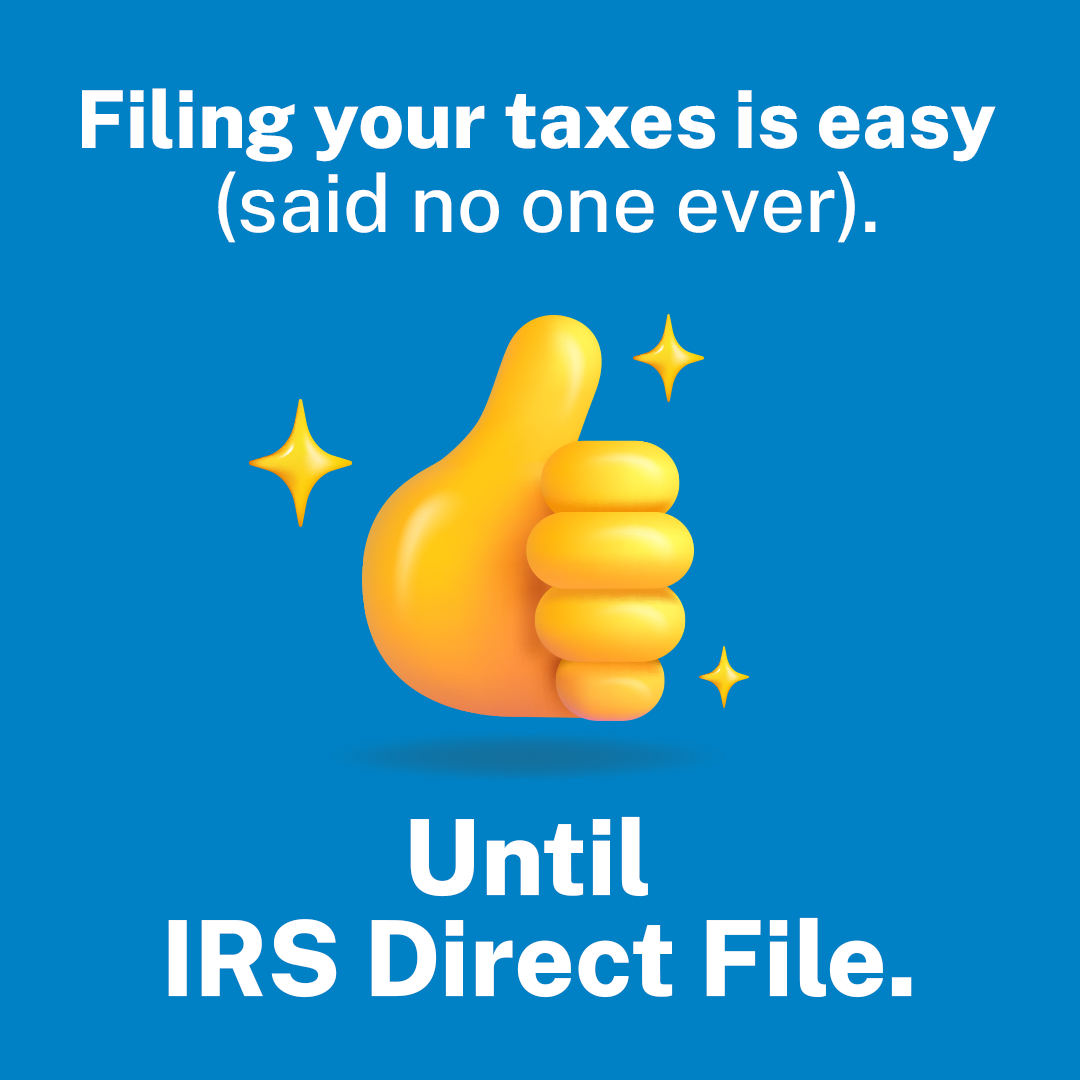 Filing your taxes is easy
(said no one ever).
Until
IRS Direct File.